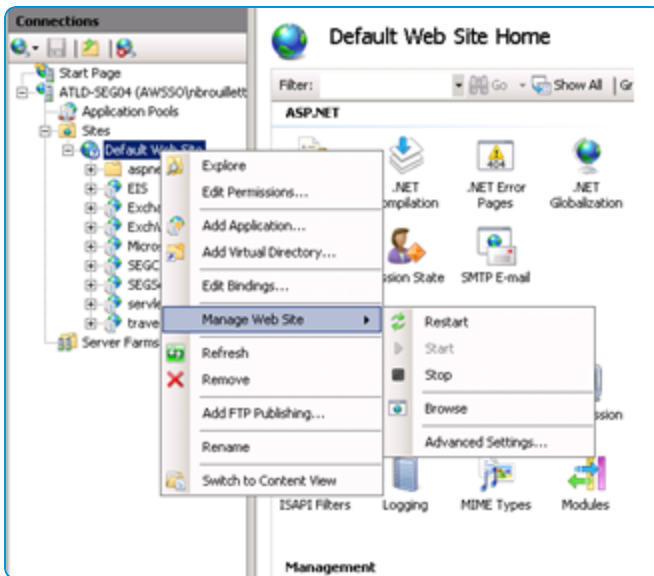 Connections
Default Web Site Home
Start Page
ATLD-SEG04 (AWSSO\nbrouillett
Filter:
Go
Show All
Gr
Application Pools
ASP.NET
Sites
Default Web Site
Explore
Edit Permissions...
.NET
.NET Error Pages
.NET Globalization
EIS
Add Application...
Add Virtual Directory...
Edit Bindings...
SMTP E-mail
Manage Web Site
Server Farms
Refresh
Remove
Add FTP Publishing...
Rename
Switch to Content View
Restart
Start
Stop
Browse
Advanced Settings...
ISAPI Filters
Logging
MIME Types
Modules
Management